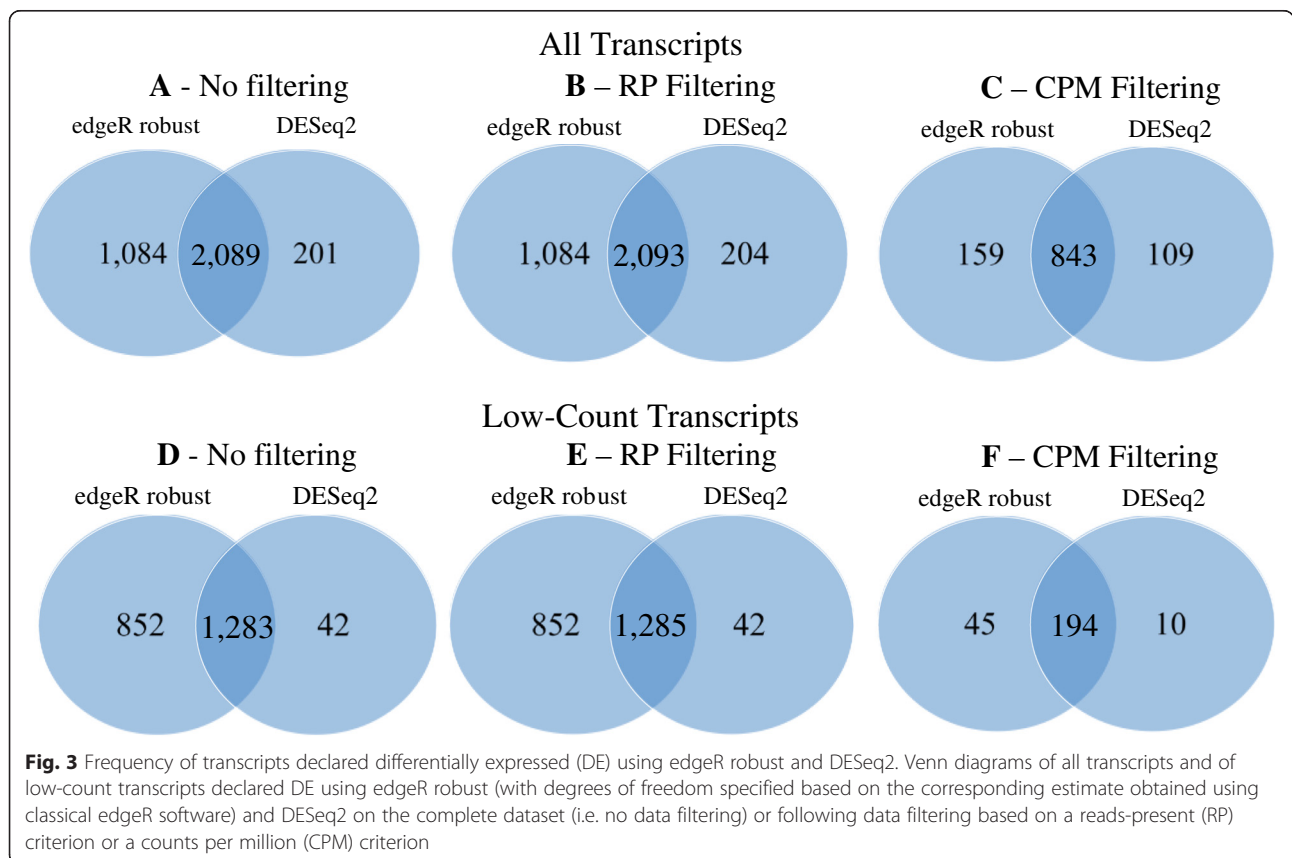 All Transcripts
A - No filtering
B – RP Filtering
C – CPM Filtering
edgeR robust
DESeq2
edgeR robust
DESeq2
edgeR robust
DESeq2
1,084
2,089
201
1,084
2,093
204
159
843
109
Low-Count Transcripts
D - No filtering
E – RP Filtering
F – CPM Filtering
edgeR robust
DESeq2
edgeR robust
DESeq2
edgeR robust
DESeq2
852
1,283
42
852
1,285
42
45
194
10
Fig. 3 Frequency of transcripts declared differentially expressed (DE) using edgeR robust and DESeq2. Venn diagrams of all transcripts and of
low-count transcripts declared DE using edgeR robust (with degrees of freedom specified based on the corresponding estimate obtained using
classical edgeR software) and DESeq2 on the complete dataset (i.e. no data filtering) or following data filtering based on a reads-present (RP)
criterion or a counts per million (CPM) criterion